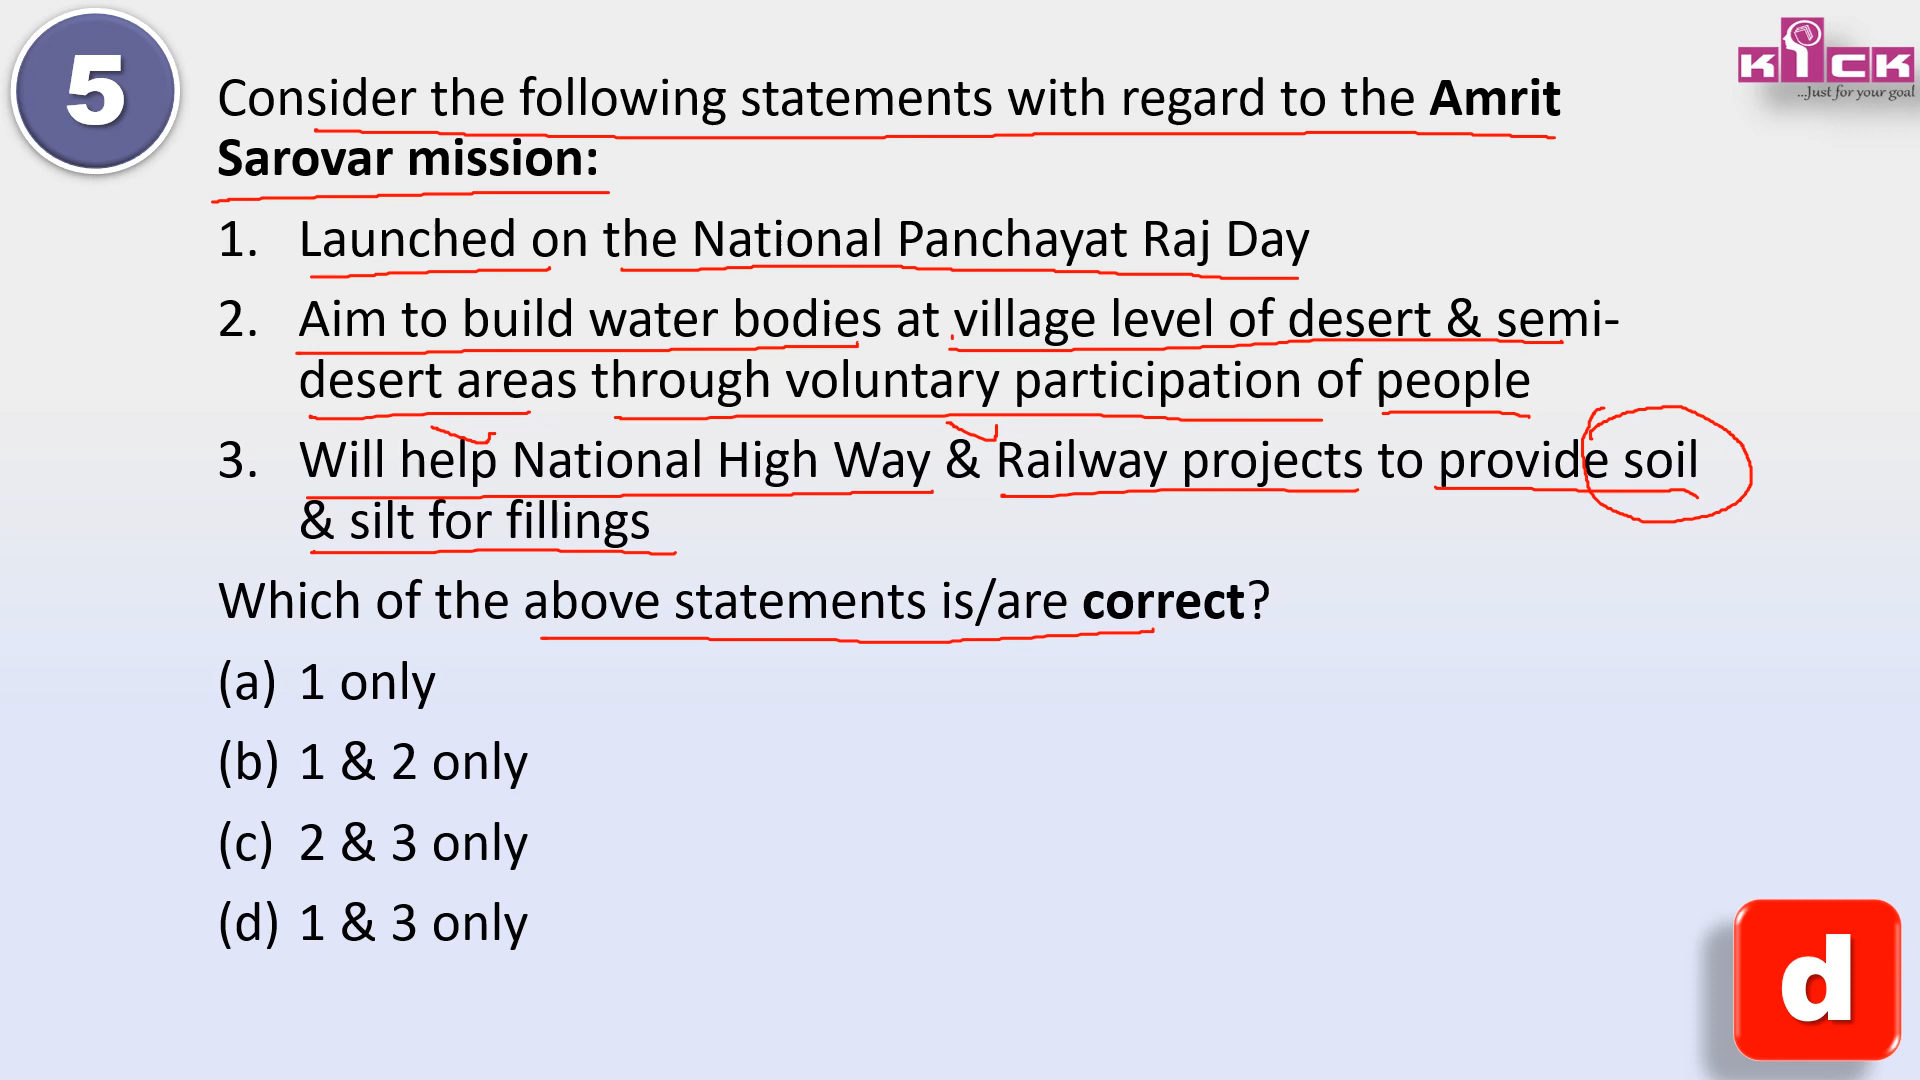 5
KICK
...Just for your goal
Consider the following statements with regard to the Amrit
Sarovar mission:
1. Launched on the National Panchayat Raj Day
2. Aim to build water bodies at village level of desert & semi-
desert areas through voluntary participation of people
3. Will help National High Way & Railway projects to provide soil
& silt for fillings
Which of the above statements is/are correct?
(a) 1 only
(b) 1 & 2 only
(c) 2 & 3 only
(d) 1 & 3 only
d